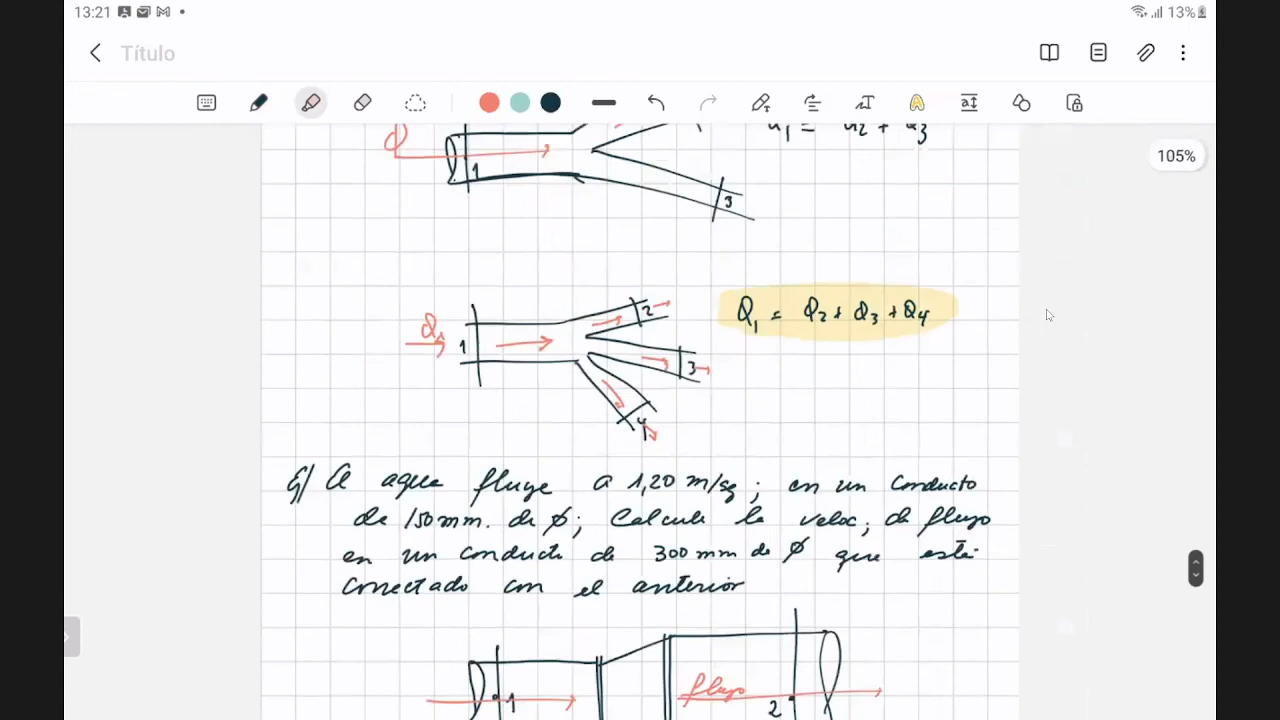 13:21
13%
Título
105%
Q
1
3
Q1
1
2
3
4
Q1 = Q2 + Q3 + Q4
Ej/ El agua fluye a 1,20 m/sg; en un conducto
de 150 mm. de ϕ; Calcule la veloc, de flujo
en un conducto de 300 mm de ϕ que está
conectado con el anterior
flujo
1
2